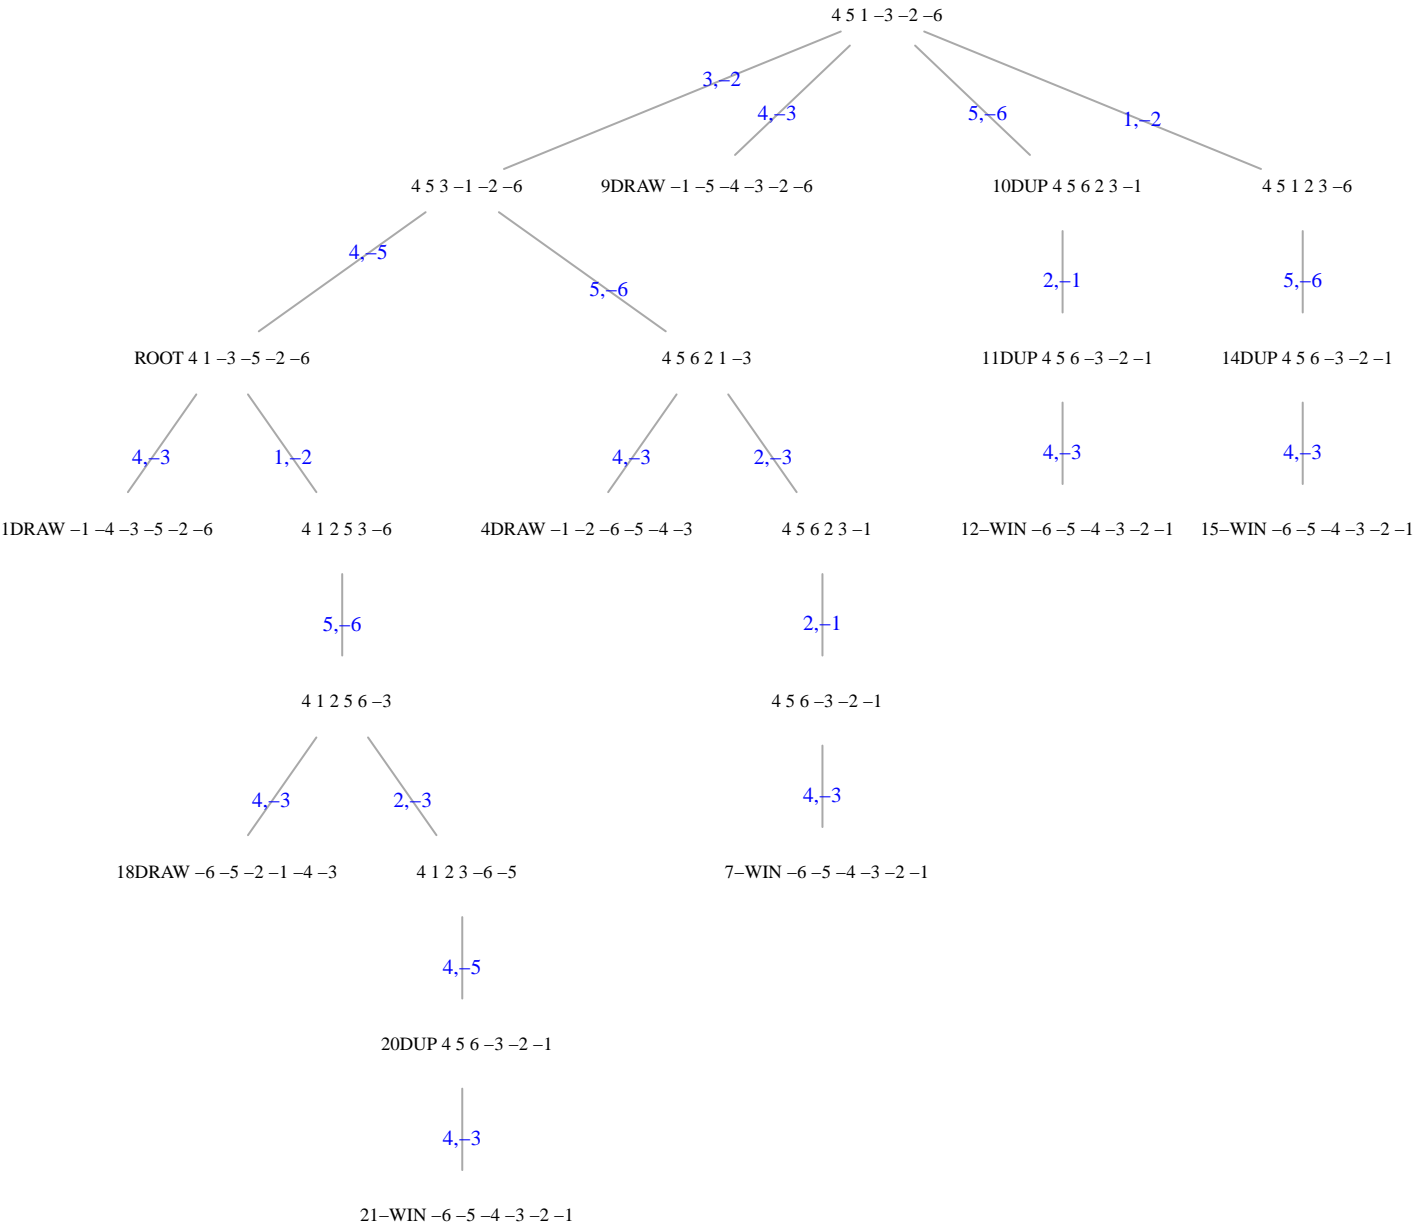 4 5 1 –3 –2 –6
3,–2
4,–3
5,–6
1,–2
4 5 3 –1 –2 –6
9DRAW –1 –5 –4 –3 –2 –6
10DUP 4 5 6 2 3 –1
4 5 1 2 3 –6
4,–5
5,–6
2,–1
5,–6
ROOT 4 1 –3 –5 –2 –6
4 5 6 2 1 –3
11DUP 4 5 6 –3 –2 –1
14DUP 4 5 6 –3 –2 –1
4,–3
1,–2
4,–3
2,–3
4,–3
4,–3
1DRAW –1 –4 –3 –5 –2 –6
4 1 2 5 3 –6
4DRAW –1 –2 –6 –5 –4 –3
4 5 6 2 3 –1
12–WIN –6 –5 –4 –3 –2 –1
15–WIN –6 –5 –4 –3 –2 –1
5,–6
2,–1
4 1 2 5 6 –3
4 5 6 –3 –2 –1
4,–3
2,–3
4,–3
18DRAW –6 –5 –2 –1 –4 –3
4 1 2 3 –6 –5
7–WIN –6 –5 –4 –3 –2 –1
4,–5
20DUP 4 5 6 –3 –2 –1
4,–3
21–WIN –6 –5 –4 –3 –2 –1